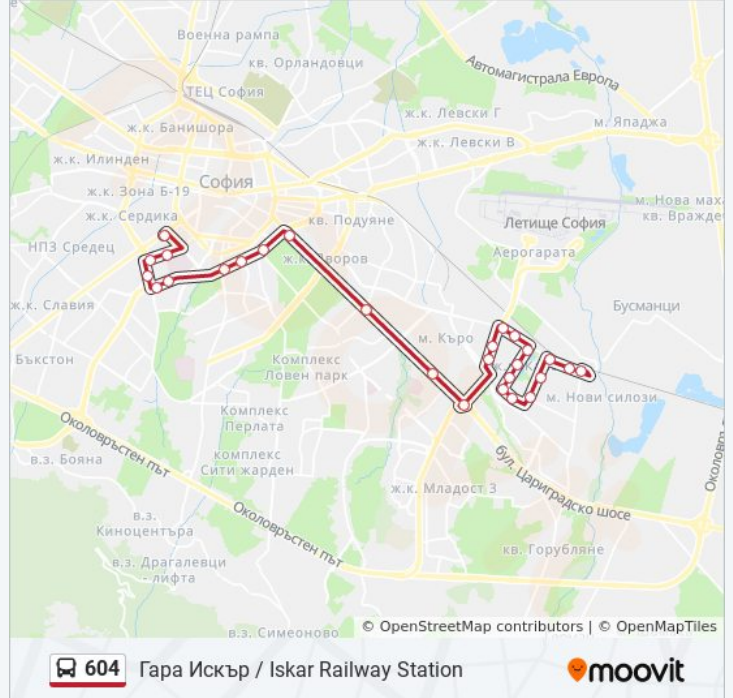 Военна рампа
кв. Орландовци
Автомагистрала Европа
ТЕЦ София
ж.к. Левски Г
м. Япаджа
ж.к. Банишора
ж.к. Левски В
ж.к. Илинден
София
ж.к. Зона Б-19
м. Нова маха
кв. Вражде
ж.к. Сердика
кв. Подуяне
Летище София
НПЗ Средец
Аерогарата
ж.к. Славия
Бусманци
м. Къро
Бъкстон
Комплекс
Ловен парк
м. Нови силози
Околовръстен път
Комплекс
Перлата
в.з. Бояна
комплекс
Сити жарден
бул. Цариградско шосе
ж.к. Младост 3
Околовръстен път
в.з.
Киноцентъра
кв. Горубляне
в.з. Драгалевци
- лифта
в.з. Симеоново
© OpenStreetMap contributors | © OpenMapTiles
604 Гара Искър / Iskar Railway Station
moovit